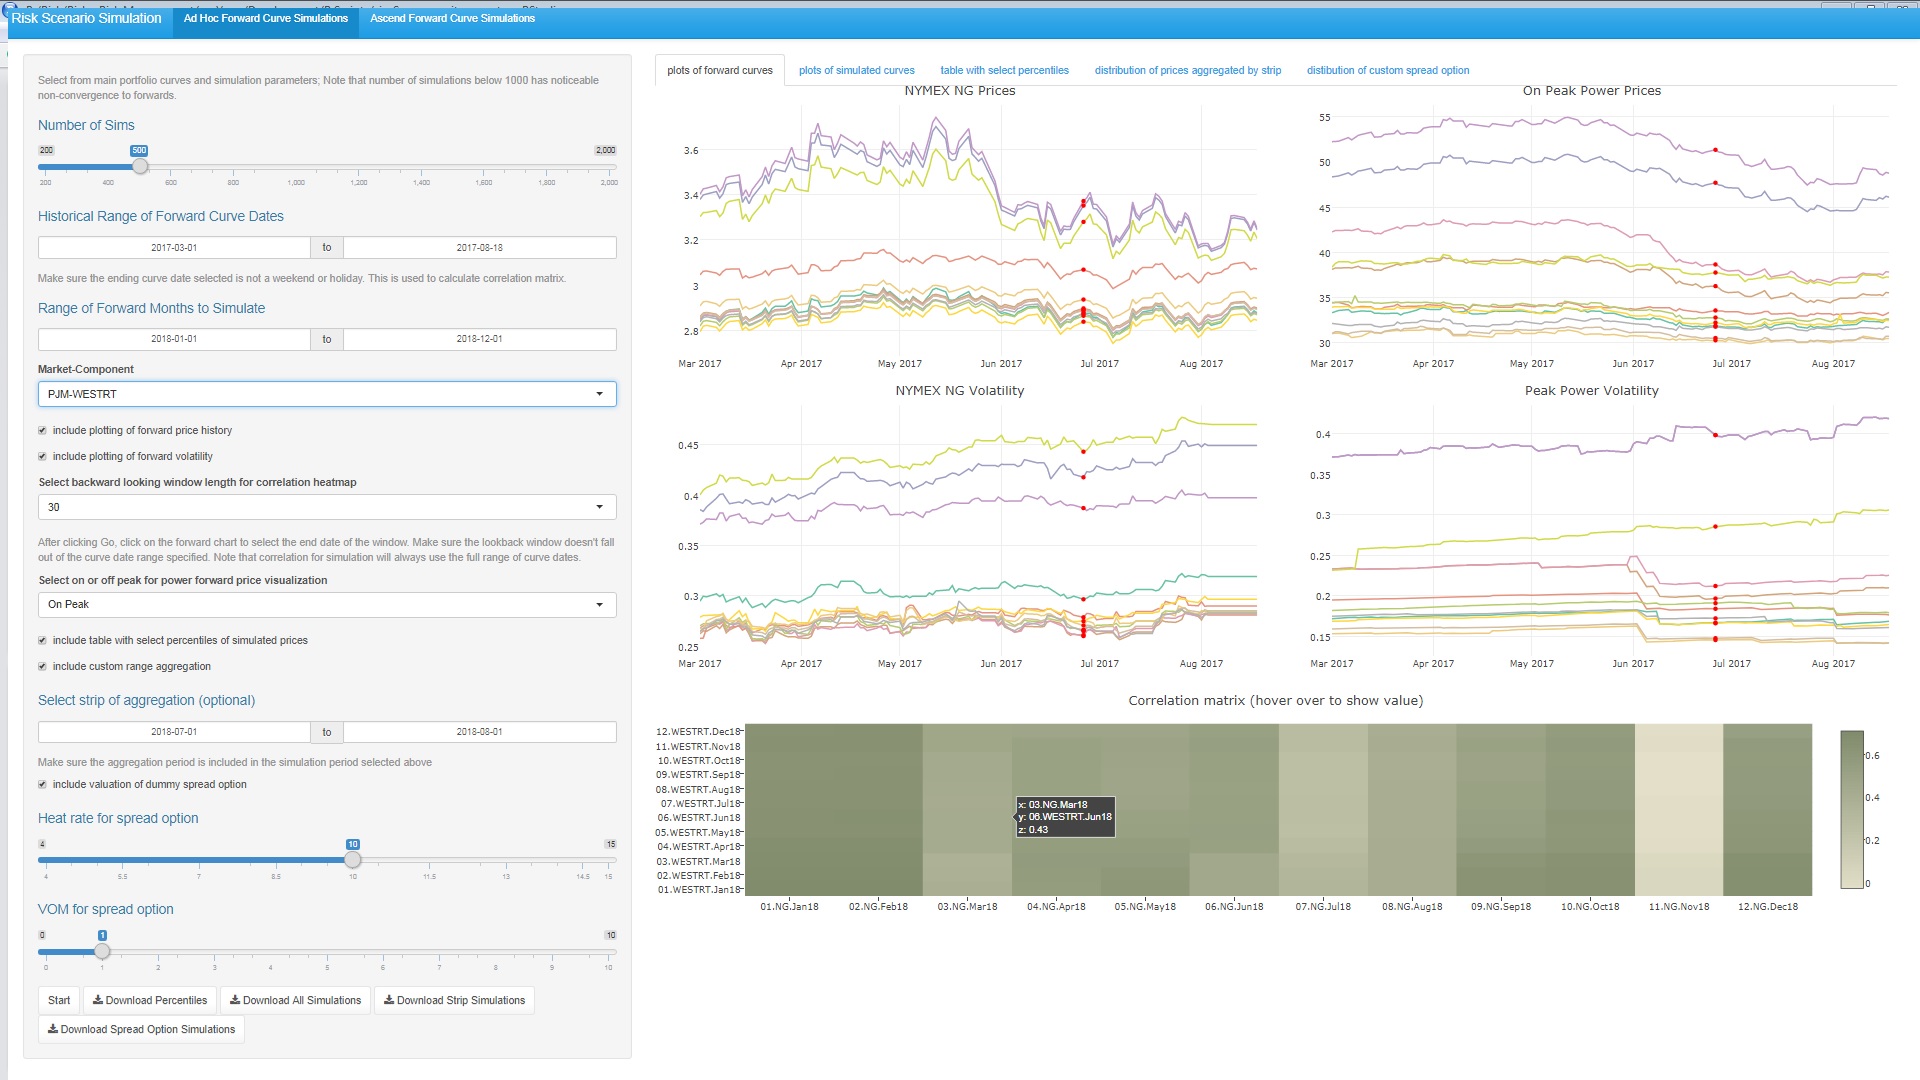 Risk Scenario Simulation
Ad Hoc Forward Curve Simulations
Ascend Forward Curve Simulations
Select from main portfolio curves and simulation parameters; Note that number of simulations below 1000 has noticeable
non-convergence to forwards.
Number of Sims
200 500 2,000
200 400 600 800 1,000 1,200 1,400 1,600 1,800 2,000
Historical Range of Forward Curve Dates
2017-03-01 to 2017-08-18
Make sure the ending curve date selected is not a weekend or holiday. This is used to calculate correlation matrix.
Range of Forward Months to Simulate
2018-01-01 to 2018-12-01
Market-Component
PJM-WESTRT
include plotting of forward price history
include plotting of forward volatility
Select backward looking window length for correlation heatmap
30
After clicking Go, click on the forward chart to select the end date of the window. Make sure the lookback window doesn't fall
out of the curve date range specified. Note that correlation for simulation will always use the full range of curve dates.
Select on or off peak for power forward price visualization
On Peak
include table with select percentiles of simulated prices
include custom range aggregation
Select strip of aggregation (optional)
2018-07-01 to 2018-08-01
Make sure the aggregation period is included in the simulation period selected above
include valuation of dummy spread option
Heat rate for spread option
4 10 15
4 5.5 7 8.5 10 11.5 13 14.5 15
VOM for spread option
0 1 10
0 1 2 3 4 5 6 7 8 9 10
Start
Download Percentiles
Download All Simulations
Download Strip Simulations
Download Spread Option Simulations
plots of forward curves
plots of simulated curves
table with select percentiles
distribution of prices aggregated by strip
distibution of custom spread option
NYMEX NG Prices
3.6
3.4
3.2
3
2.8
Mar 2017 Apr 2017 May 2017 Jun 2017 Jul 2017 Aug 2017
On Peak Power Prices
55
50
45
40
35
30
Mar 2017 Apr 2017 May 2017 Jun 2017 Jul 2017 Aug 2017
NYMEX NG Volatility
0.45
0.4
0.35
0.3
0.25
Mar 2017 Apr 2017 May 2017 Jun 2017 Jul 2017 Aug 2017
Peak Power Volatility
0.4
0.35
0.3
0.25
0.2
0.15
Mar 2017 Apr 2017 May 2017 Jun 2017 Jul 2017 Aug 2017
Correlation matrix (hover over to show value)
12.WESTRT.Dec18
11.WESTRT.Nov18
10.WESTRT.Oct18
09.WESTRT.Sep18
08.WESTRT.Aug18
07.WESTRT.Jul18
06.WESTRT.Jun18
05.WESTRT.May18
04.WESTRT.Apr18
03.WESTRT.Mar18
02.WESTRT.Feb18
01.WESTRT.Jan18
x: 03.NG.Mar18
y: 06.WESTRT.Jun18
z: 0.43
01.NG.Jan18 02.NG.Feb18 03.NG.Mar18 04.NG.Apr18 05.NG.May18 06.NG.Jun18 07.NG.Jul18 08.NG.Aug18 09.NG.Sep18 10.NG.Oct18 11.NG.Nov18 12.NG.Dec18
0.6
0.4
0.2
0